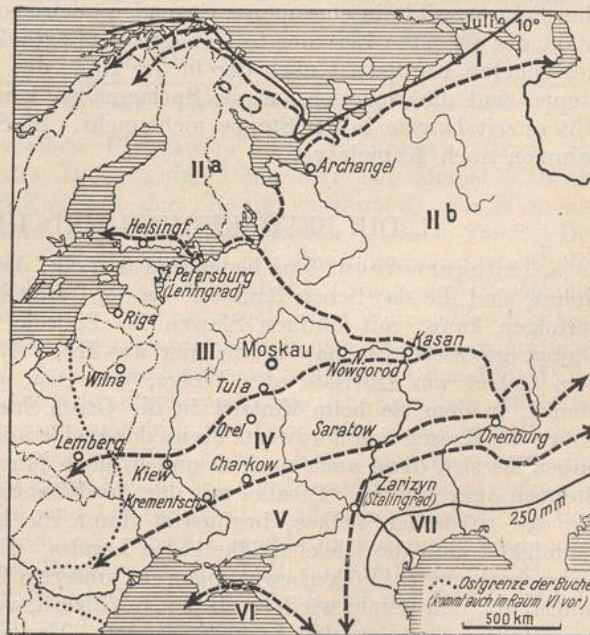 Juli 10°
I
IIa
Archangel
IIb
Helsingf.
Petersburg
(Leningrad)
Riga
III
Moskau
N.
Nowgorod
Kasan
Wilna
Tula
Orel
IV
Saratow
Orenburg
Lemberg
Kiew
Charkow
Krementsch.
Zarizyn
(Stalingrad)
V
VII
250 mm
VI
Ostgrenze der Buche
(kommt auch im Raum VI vor)
500 km